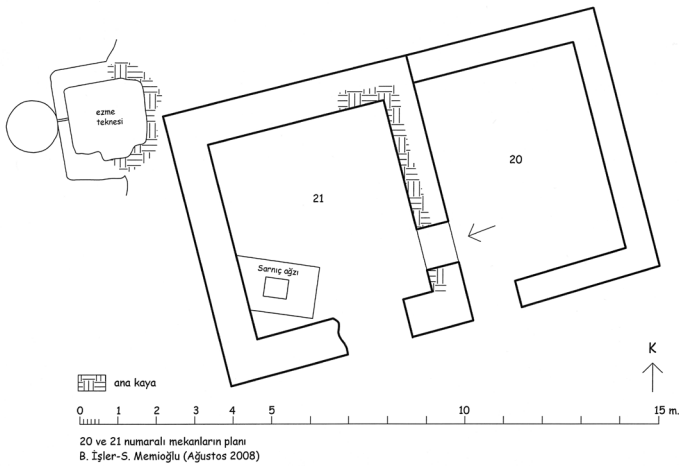 ezme
teknesi
20
21
Sarnıç ağzı
K
ana kaya
0 1 2 3 4 5 10 15 m.
20 ve 21 numaralı mekanların planı
B. İşler-S. Memioğlu (Ağustos 2008)